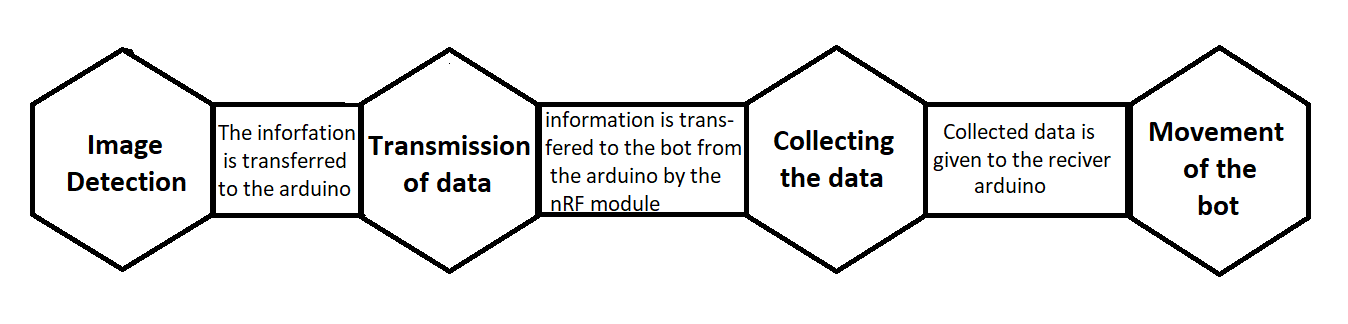 Image
Detection
The inforfation
is transferred
to the arduino
Transmission
of data
information is trans-
fered to the bot from
the arduino by the
nRF module
Collecting
the data
Collected data is
given to the reciver
arduino
Movement
of the
bot